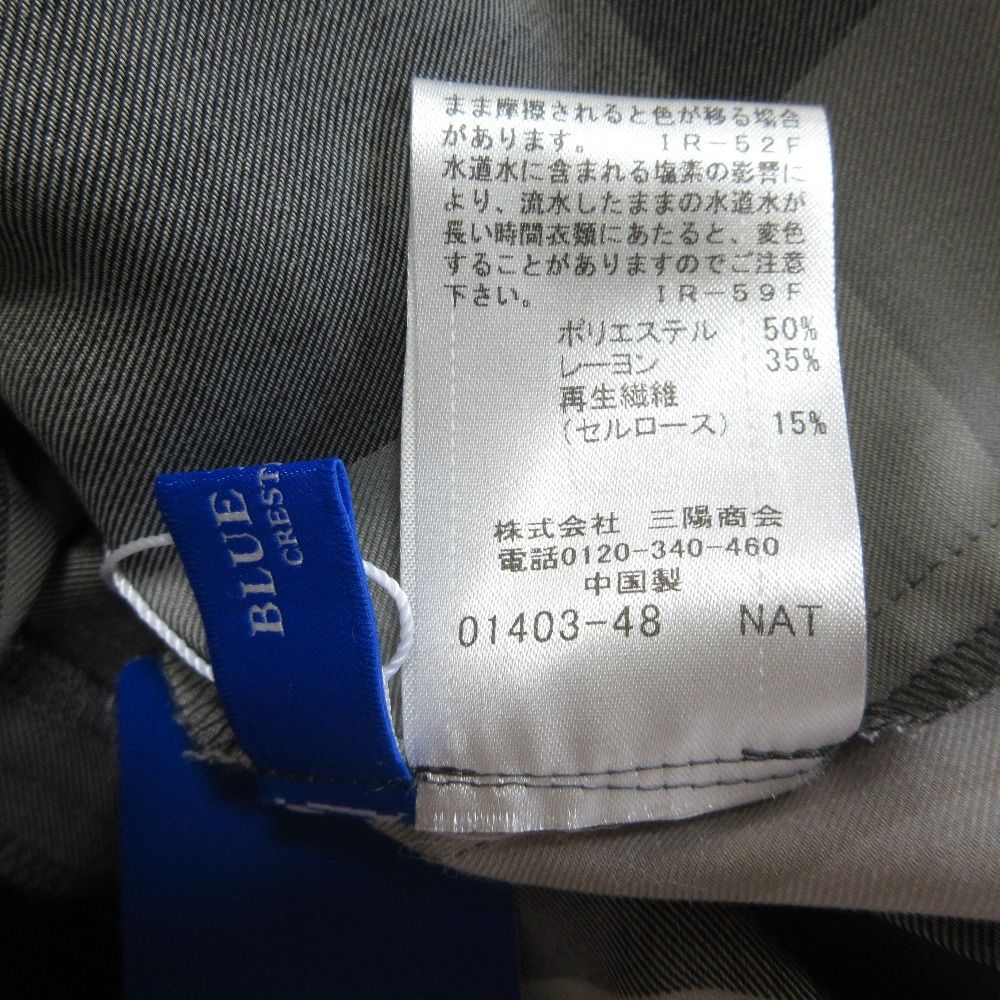 まま摩擦されると色が移る場合
があります。 IR-52F
水道水に含まれる塩素の影響に
より、流水したままの水道水が
長い時間衣類にあたると、変色
することがありますのでご注意
下さい。 IR-59F
ポリエステル 50%
レーヨン 35%
再生繊維
(セルロース) 15%
株式会社 三陽商会
電話0120-340-460
中国製
01403-48 NAT
BLUE
CREST